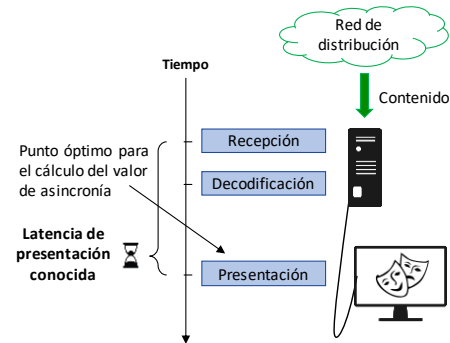 Red de
distribución
Tiempo
Contenido
Recepción
Punto óptimo para
el cálculo del valor
de asincronía
Decodificación
Latencia de
presentación
conocida
Presentación